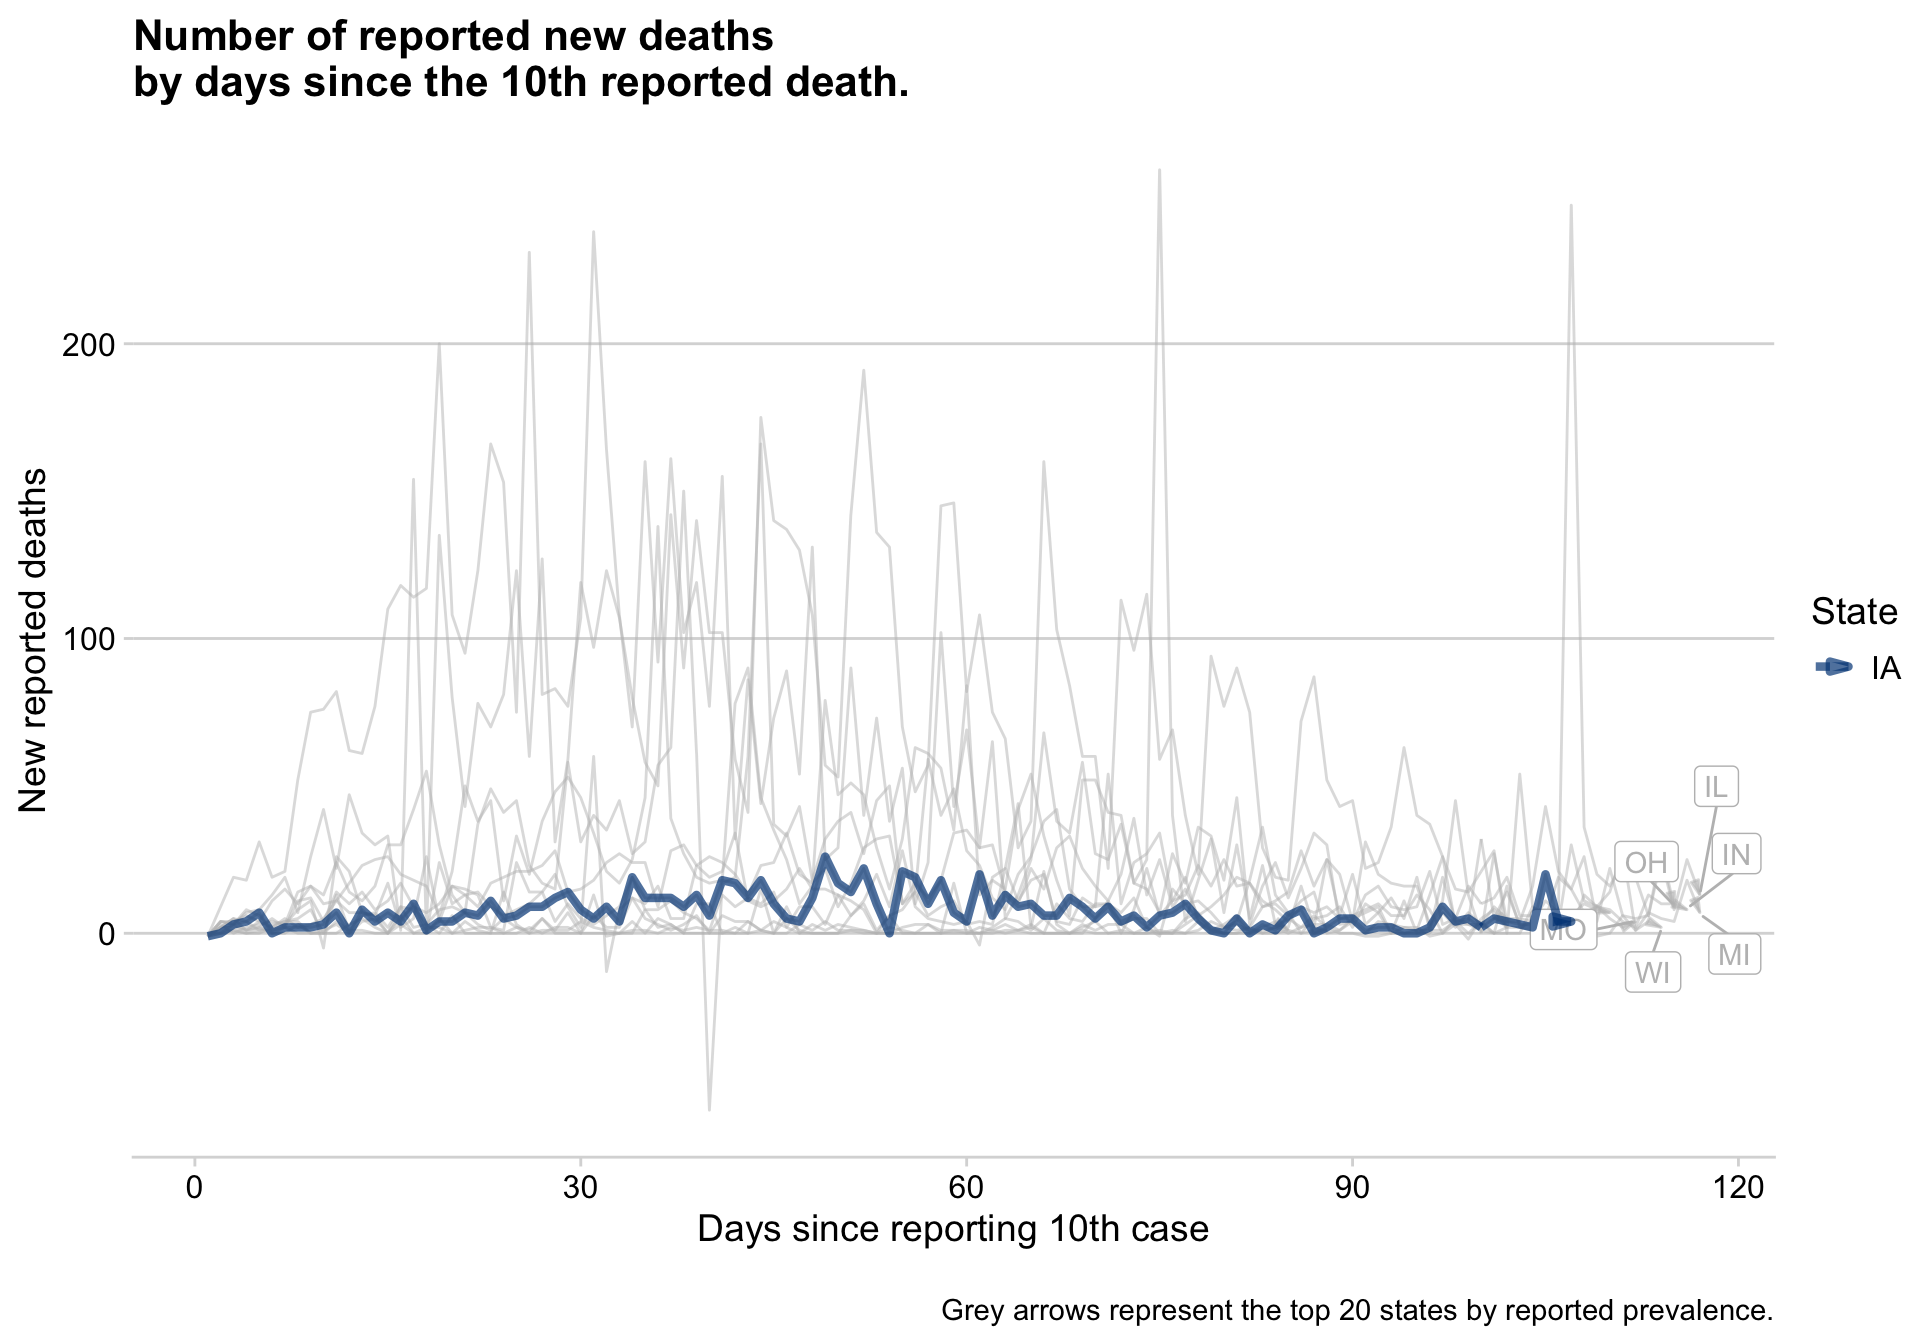 Number of reported new deaths
by days since the 10th reported death.
New reported deaths
200
100
0
0
30
60
90
120
Days since reporting 10th case
State
IA
IL
IN
OH
MO
WI
MI
Grey arrows represent the top 20 states by reported prevalence.